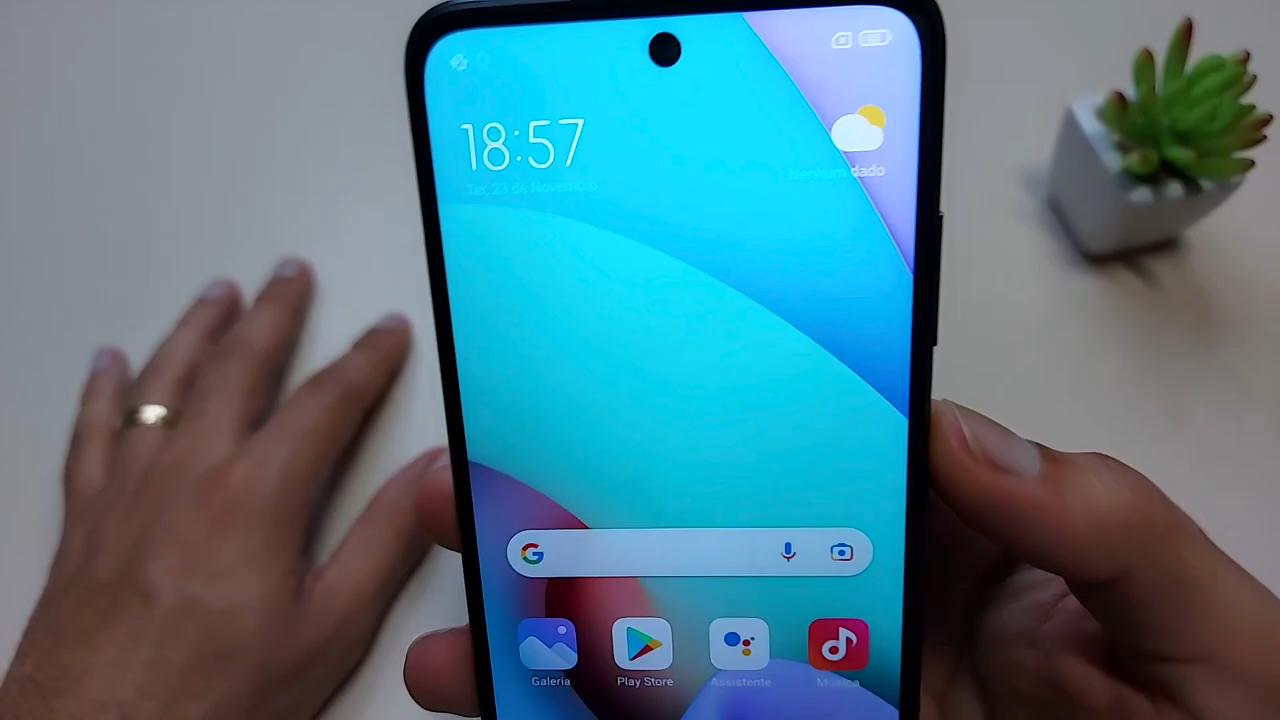 18:57
Ter, 23 de Novembro
Nenhum dado
Galeria
Play Store
Assistente
Música